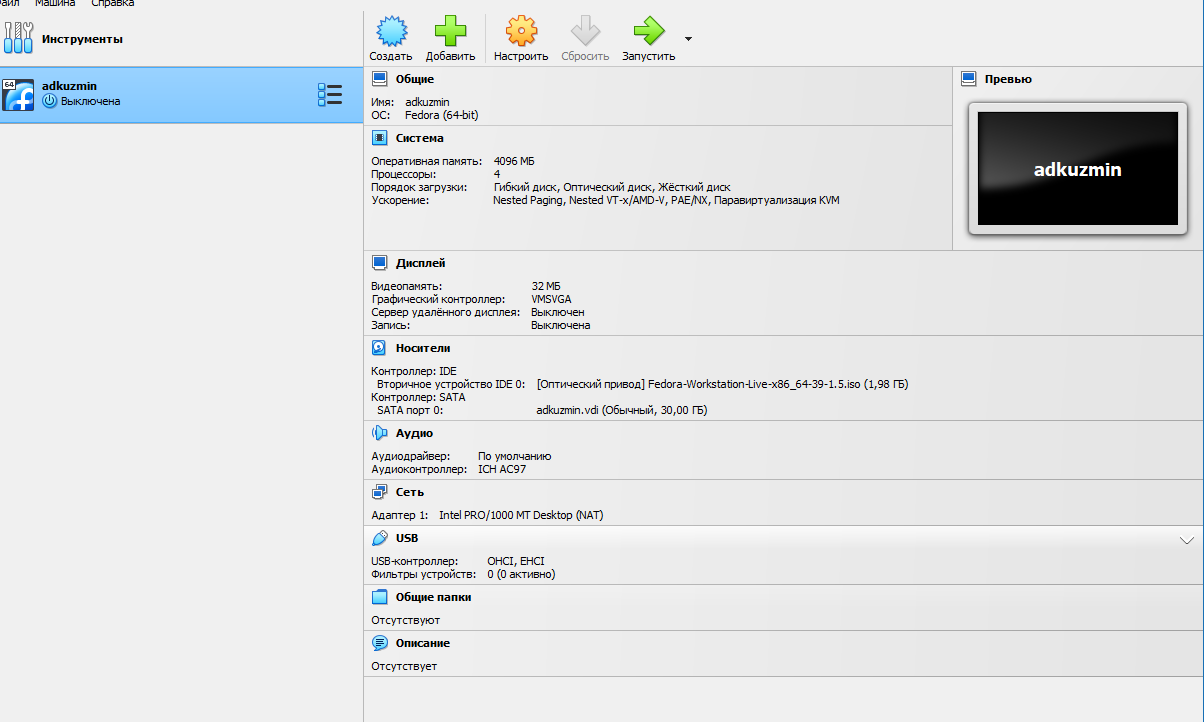 Файл Машина Справка
Инструменты
Создать Добавить Настроить Сбросить Запустить
64
adkuzmin
Выключена
Общие
Имя: adkuzmin
ОС: Fedora (64-bit)
Система
Оперативная память: 4096 МБ
Процессоры: 4
Порядок загрузки: Гибкий диск, Оптический диск, Жёсткий диск
Ускорение: Nested Paging, Nested VT-x/AMD-V, PAE/NX, Паравиртуализация KVM
Превью
adkuzmin
Дисплей
Видеопамять: 32 МБ
Графический контроллер: VMSVGA
Сервер удалённого дисплея: Выключен
Запись: Выключена
Носители
Контроллер: IDE
Вторичное устройство IDE 0: [Оптический привод] Fedora-Workstation-Live-x86_64-39-1.5.iso (1,98 ГБ)
Контроллер: SATA
SATA порт 0: adkuzmin.vdi (Обычный, 30,00 ГБ)
Аудио
Аудиодрайвер: По умолчанию
Аудиоконтроллер: ICH AC97
Сеть
Адаптер 1: Intel PRO/1000 MT Desktop (NAT)
USB
USB-контроллер: OHCI, EHCI
Фильтры устройств: 0 (0 активно)
Общие папки
Отсутствуют
Описание
Отсутствует